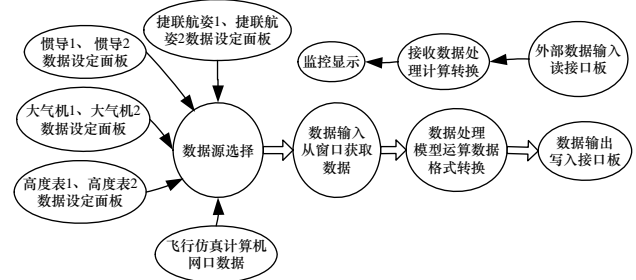 捷联航姿1、捷联航
姿2数据设定面板
惯导1、 惯导2
数据设定面板
监控显示
接收数据处
理计算转换
外部数据输入
读接口板
大气机1、大气机2
数据设定面板
数据源选择
数据输入
从窗口获取
数据
数据处理
模型运算数据
格式转换
数据输出
写入接口板
高度表1、高度表2
数据设定面板
飞行仿真计算机
网口数据